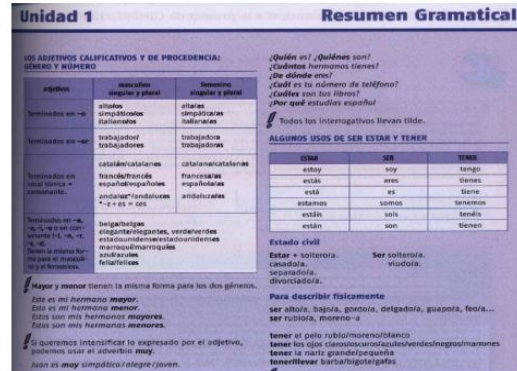 Unidad 1
Resumen Gramatical
LOS ADJETIVOS CALIFICATIVOS Y DE PROCEDENCIA:
GÉNERO Y NÚMERO
adjetivos
masculino
singular y plural
femenino
singular y plural
Terminados en -o
alto/os
simpático/os
italiano/os
alta/as
simpática/as
italiana/as
Terminados en -or
trabajador/
trabajadores
trabajadora
trabajadoras
Terminados en
vocal tónica +
consonante.
catalán/catalanes
francés/francés
español/españoles
andaluz*/andaluces
*-z + es = ces
catalana/catalanas
francesa/as
española/as
andaluza/as
Terminados en -a,
-e, -i, -u o en con-
sonante (-l, -n, -r,
-s, -z).
Tienen la misma for-
ma para el masculi-
no y el femenino.
belga/belgas
elegante/elegantes, verde/verdes
estadounidense/estadounidenses
marroquí/marroquíes
azul/azules
feliz/felices
Mayor y menor tienen la misma forma para los dos géneros.
Este es mi hermano mayor.
Esta es mi hermana menor.
Estos son mis hermanos mayores.
Estas son mis hermanas menores.
Si queremos intensificar lo expresado por el adjetivo,
podemos usar el adverbio muy.
Juan es muy simpático / alegre / joven.
¿Quién es? ¿Quiénes son?
¿Cuántos hermanos tienes?
¿De dónde eres?
¿Cuál es tu número de teléfono?
¿Cuáles son tus libros?
¿Por qué estudias español
Todos los interrogativos llevan tilde.
ALGUNOS USOS DE SER ESTAR Y TENER
ESTAR SER TENER
estoy soy tengo
estás eres tienes
está es tiene
estamos somos tenemos
estáis sois tenéis
están son tienen
Estado civil
Estar + soltero/a. Ser soltero/a.
casado/a. viudo/a.
separado/a.
divorciado/a.
Para describir físicamente
ser alto/a, bajo/a, gordo/a, delgado/a, guapo/a, feo/a...
ser rubio/a, moreno-a
tener el pelo rubio/moreno/blanco
tener los ojos claros/oscuros/azules/verdes/negros/marrones
tener la nariz grande/pequeña
tener/llevar barba/bigote/gafas